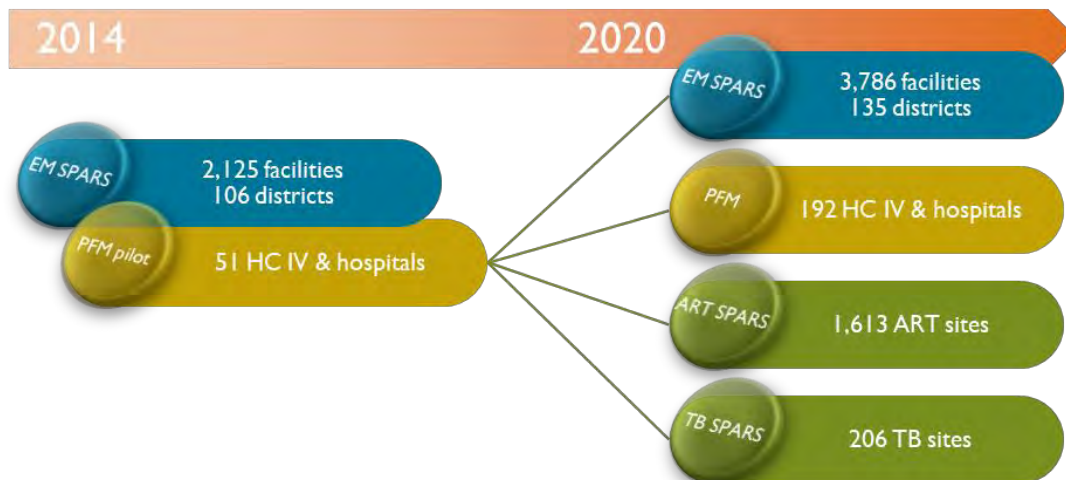 2014
2020
EM SPARS
2,125 facilities
106 districts
PFM pilot
51 HC IV & hospitals
EM SPARS
3,786 facilities
135 districts
PFM
192 HC IV & hospitals
ART SPARS
1,613 ART sites
TB SPARS
206 TB sites